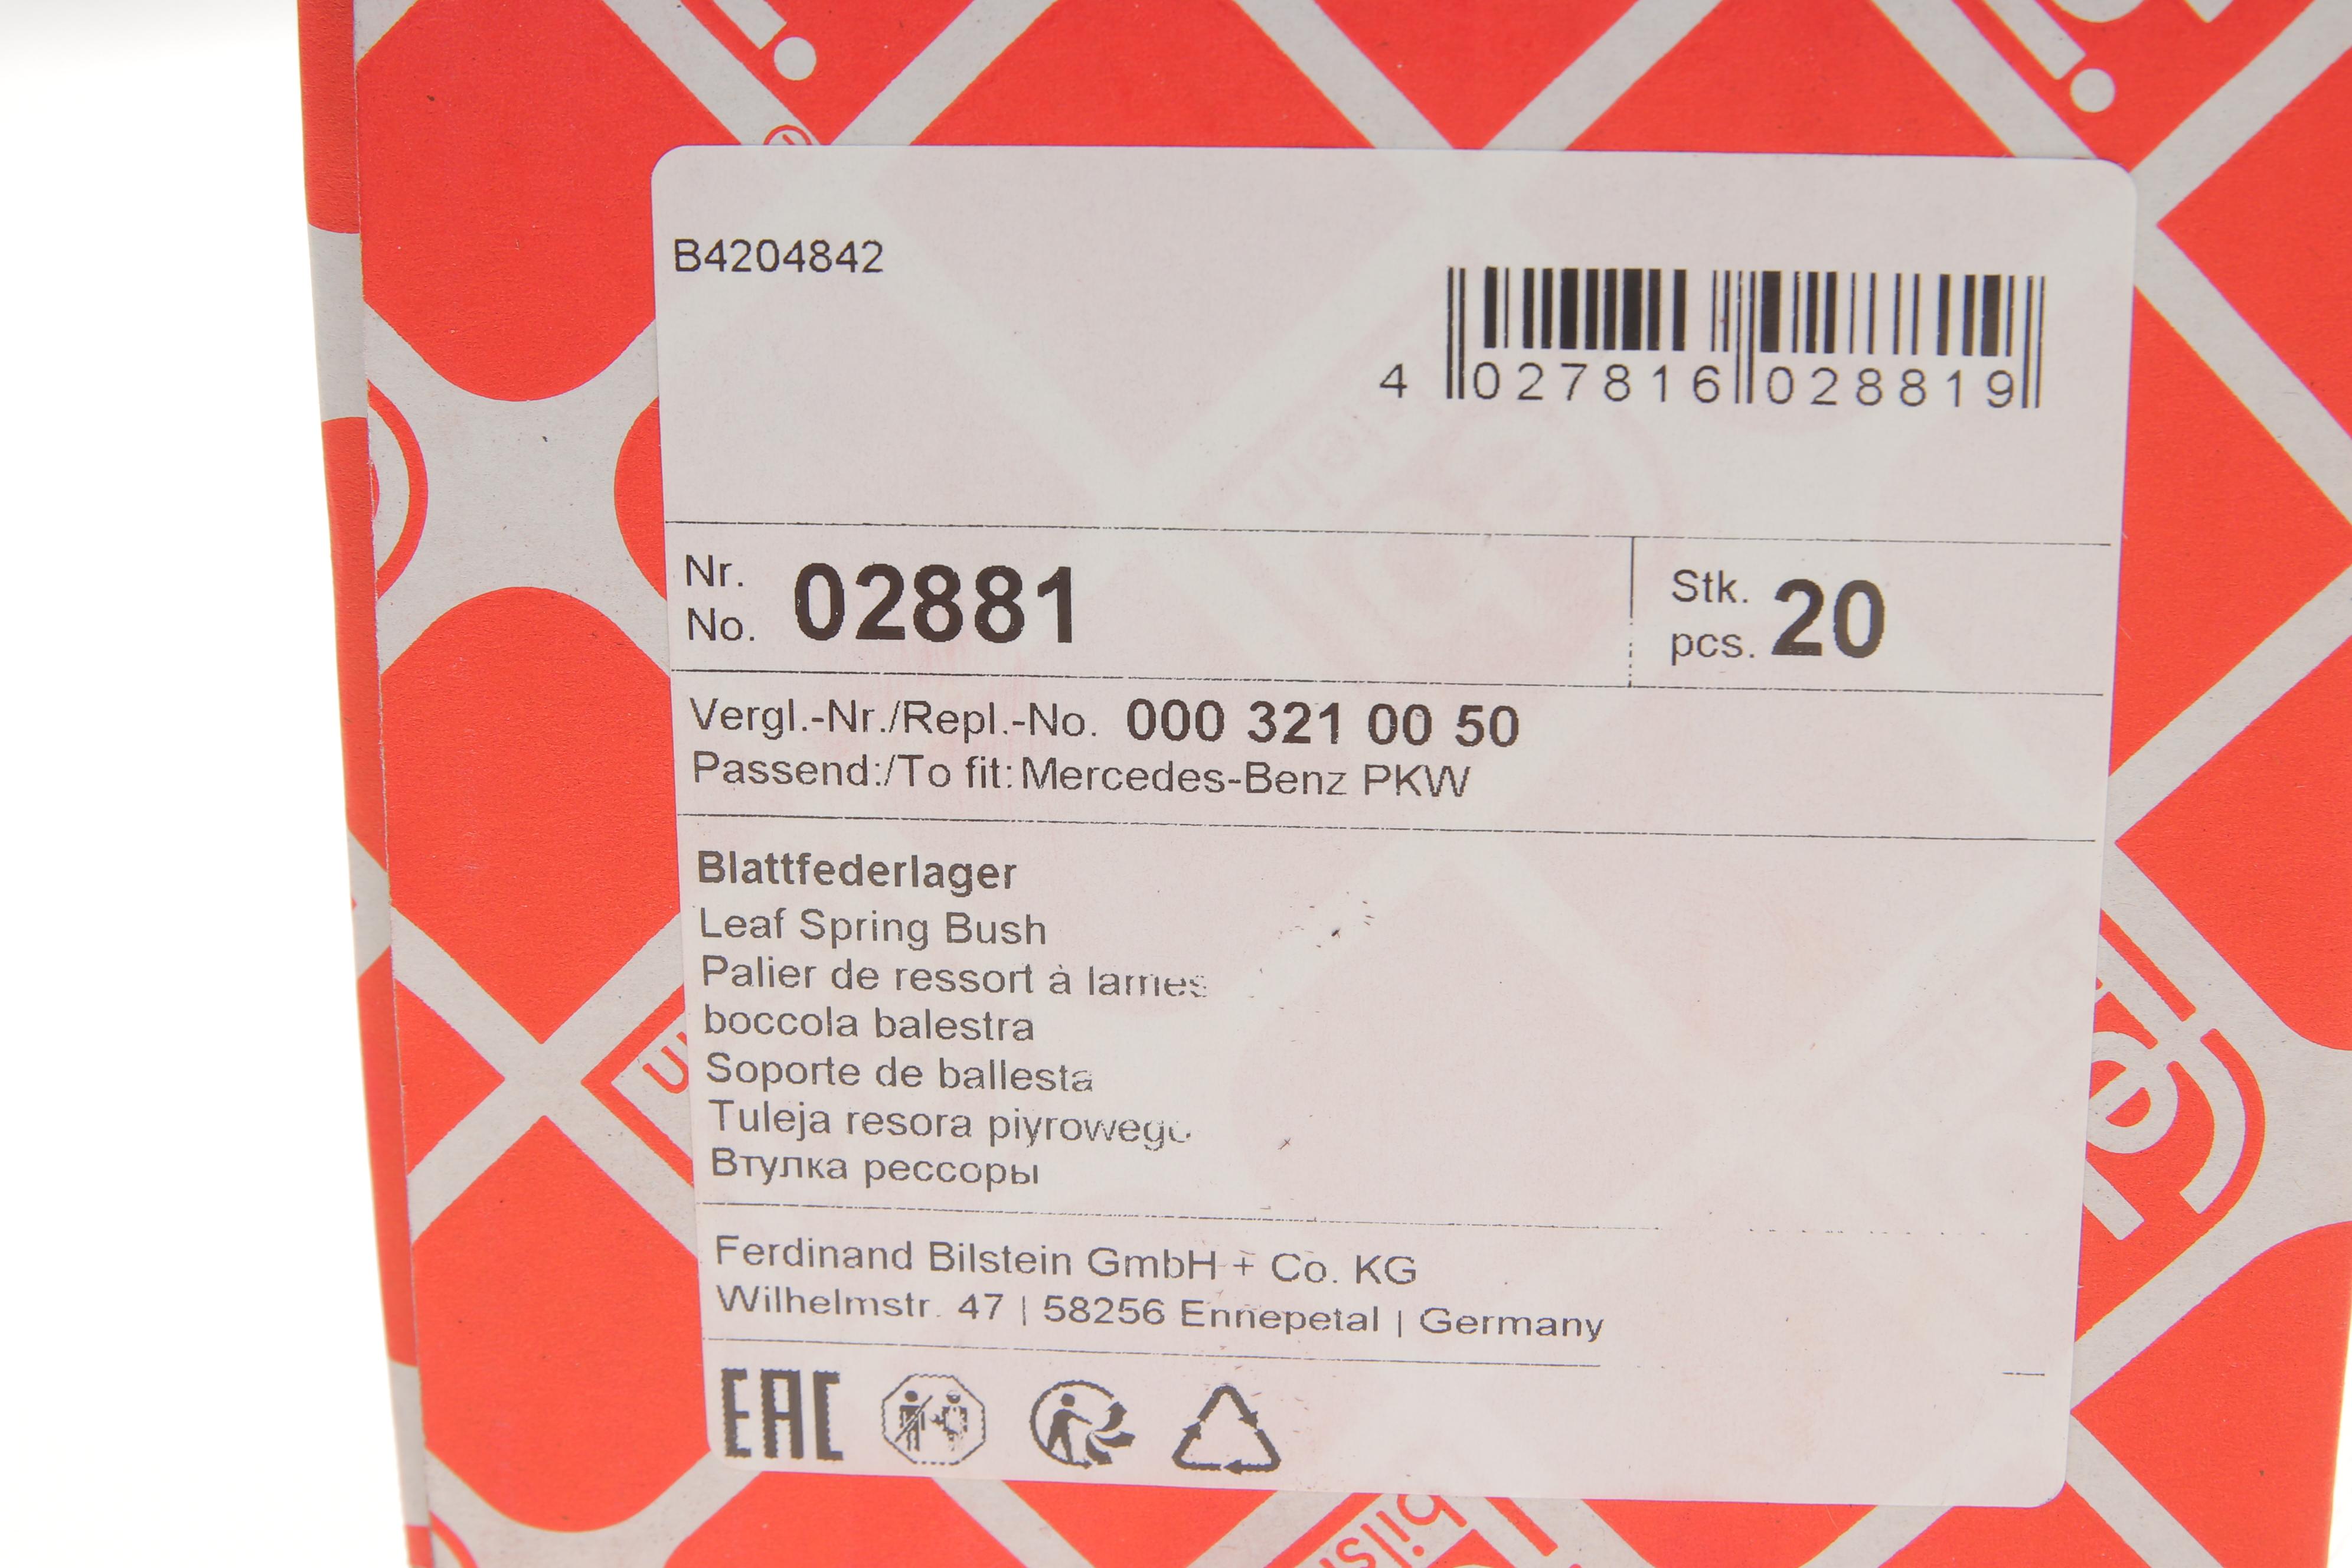 B4204842
4 027816 028819
Nr.
No. 02881
Stk.
pcs. 20
Vergl.-Nr./Repl.-No. 000 321 00 50
Passend:/To fit: Mercedes-Benz PKW
Blattfederlager
Leaf Spring Bush
Palier de ressort à lames
boccola balestra
Soporte de ballesta
Tuleja resora piyrowego
Втулка рессоры
Ferdinand Bilstein GmbH + Co. KG
Wilhelmstr. 47 | 58256 Ennepetal | Germany
EAC